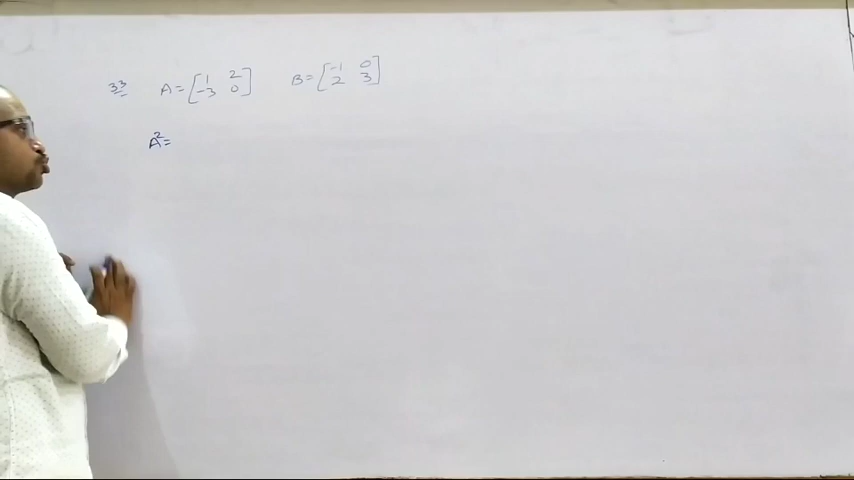 33 A = [ 1 2 B = [ -1 0 ]
-3 0 ] 2 3
A² =